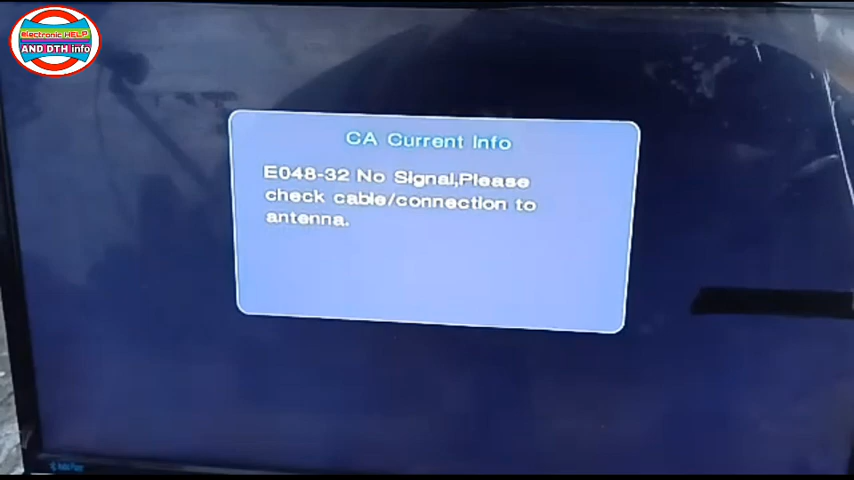 electronic HELP
AND DTH info
CA Current Info
E048-32 No Signal,Please
check cable/connection to
antenna.